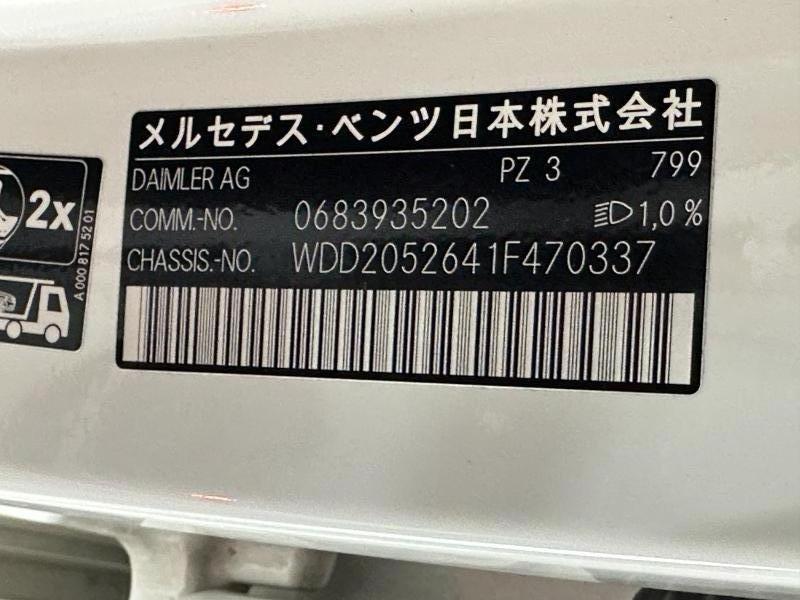 メルセデス・ベンツ日本株式会社
DAIMLER AG PZ 3 799
COMM.-NO. 0683935202 1,0 %
CHASSIS.-NO. WDD2052641F470337
2x
A 000 817 52 01